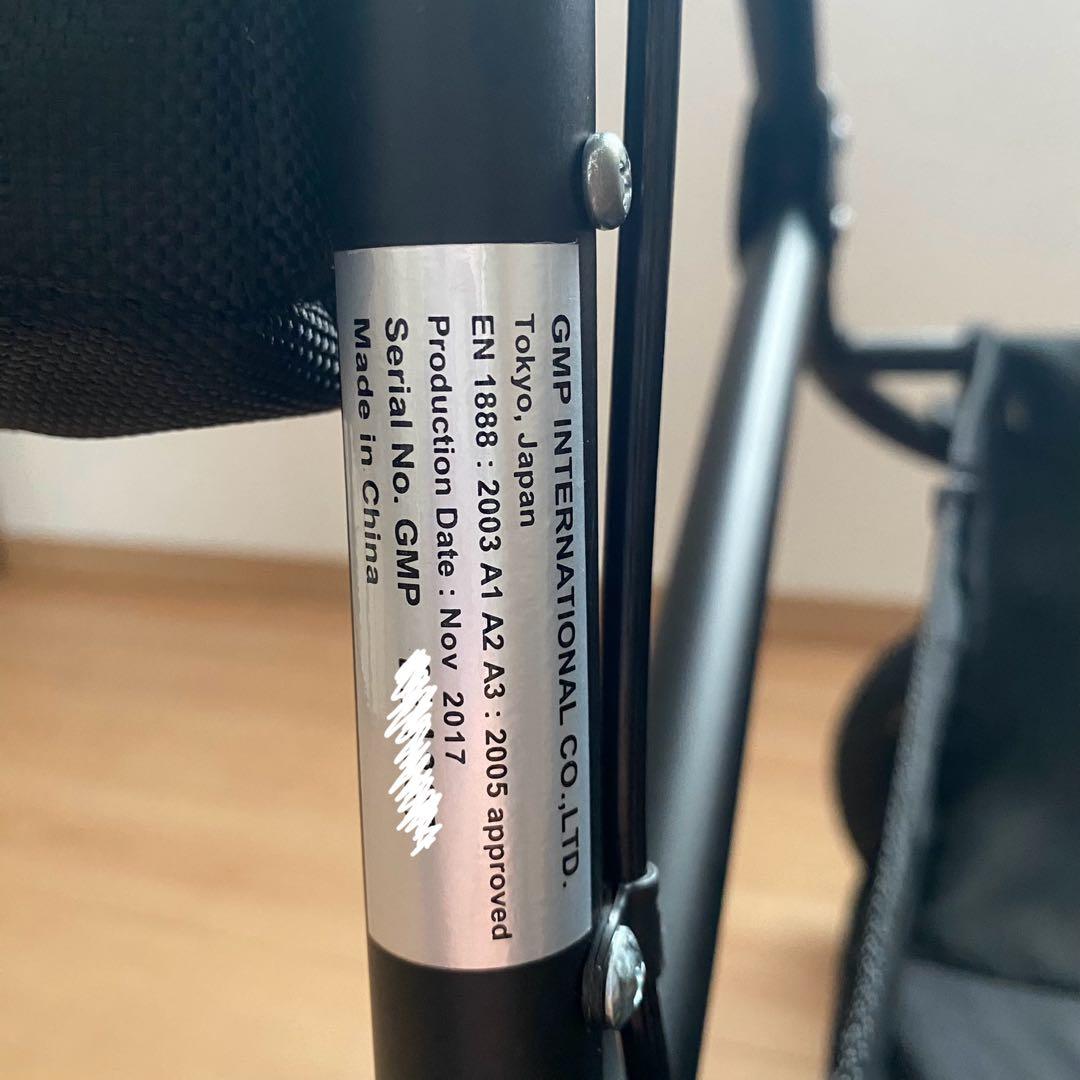 GMP INTERNATIONAL CO.,LTD.
Tokyo, Japan
EN 1888 : 2003 A1 A2 A3 : 2005 approved
Production Date : Nov 2017
Serial No. GMP
Made in China